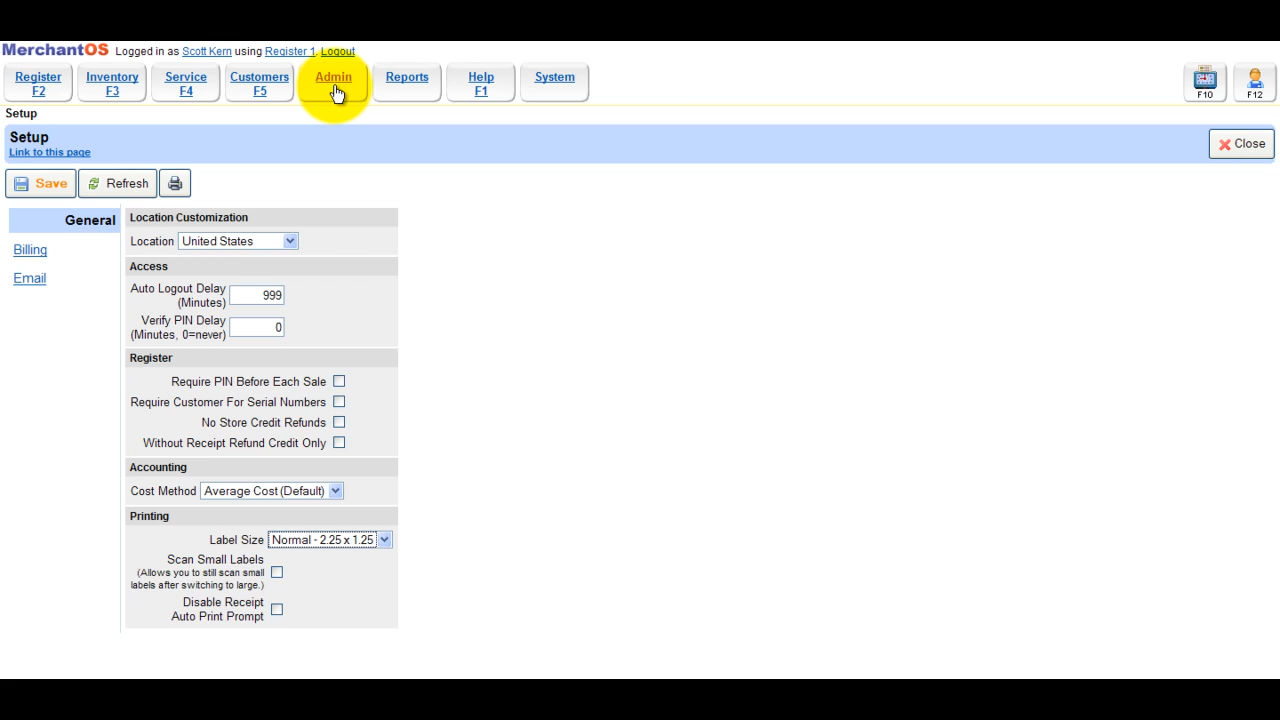 MerchantOS Logged in as Scott Kern using Register 1. Logout
Register Inventory Service Customers Admin Reports Help System
F2 F3 F4 F5 F1 F10 F12
Setup
Setup
Link to this page
Close
Save Refresh
General
Billing
Email
Location Customization
Location United States
Access
Auto Logout Delay
(Minutes) 999
Verify PIN Delay
(Minutes, 0=never) 0
Register
Require PIN Before Each Sale
Require Customer For Serial Numbers
No Store Credit Refunds
Without Receipt Refund Credit Only
Accounting
Cost Method Average Cost (Default)
Printing
Label Size Normal - 2.25 x 1.25
Scan Small Labels
(Allows you to still scan small
labels after switching to large.)
Disable Receipt
Auto Print Prompt